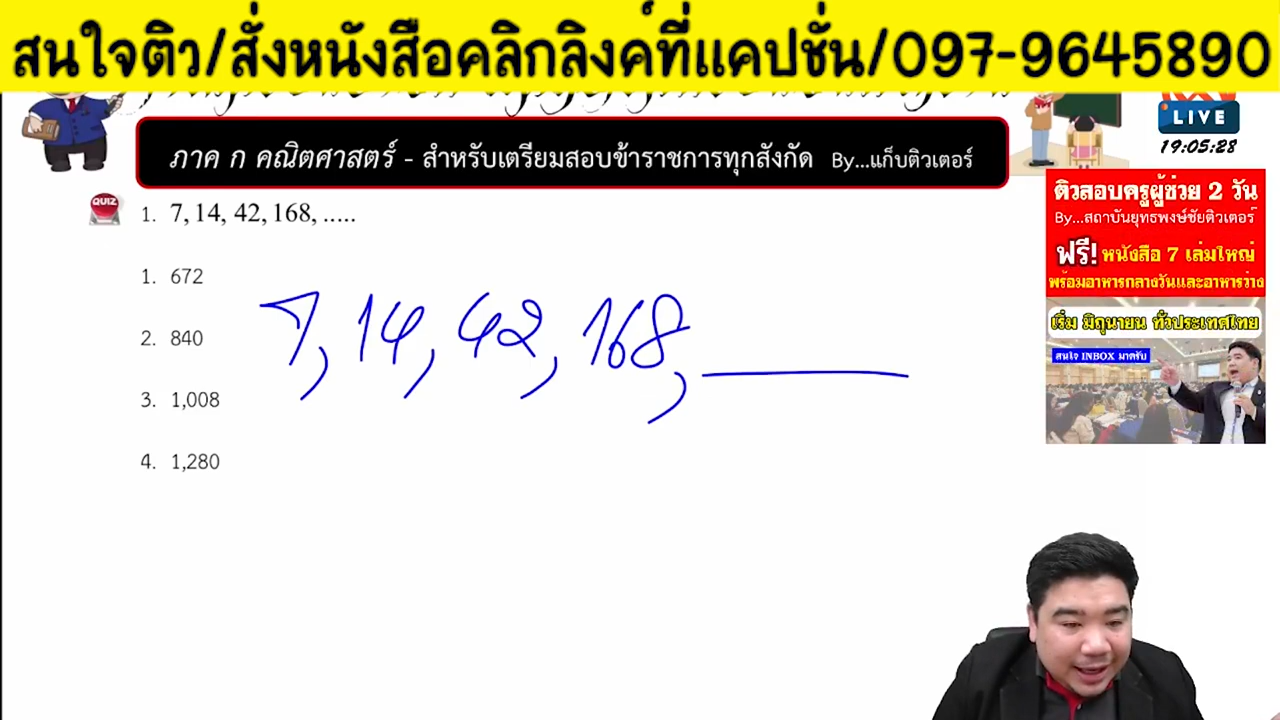 สนใจติว/สั่งหนังสือคลิกลิงค์ที่แคปชั่น/097-9645890
LIVE
19:05:28
ภาค ก คณิตศาสตร์ - สำหรับเตรียมสอบข้าราชการทุกสังกัด By...แก็บติวเตอร์
QUIZ
1. 7, 14, 42, 168, .....
1. 672
2. 840
3. 1,008
4. 1,280
7, 14, 42, 168,
ติวสอบครูผู้ช่วย 2 วัน
By...สถาบันยุทธพงษ์ชัยติวเตอร์
ฟรี! หนังสือ 7 เล่มใหญ่
พร้อมอาหารกลางวันและอาหารว่าง
เริ่ม มิถุนายน ทั่วประเทศไทย
สนใจ INBOX มาครับ